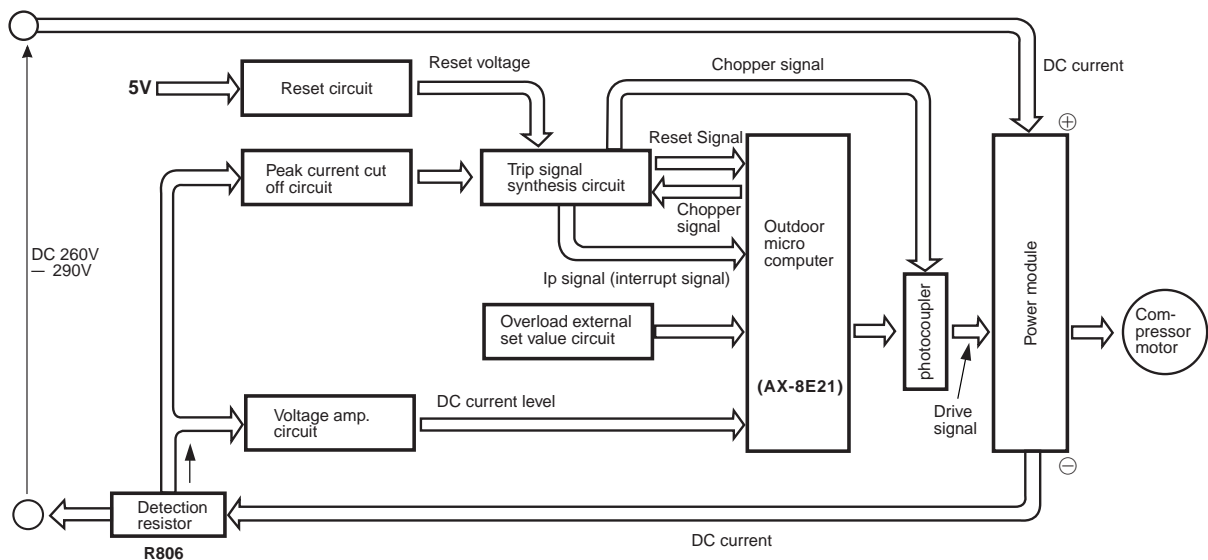 Reset voltage
Chopper signal
DC current
5V
Reset circuit
Reset Signal
Peak current cut
off circuit
Trip signal
synthesis circuit
Chopper
signal
Outdoor
micro
computer
DC 260V
— 290V
Ip signal (interrupt signal)
Overload external
set value circuit
(AX-8E21)
photocoupler
Power module
Com-
pressor
motor
Drive
signal
DC current level
Voltage amp.
circuit
Detection
resistor
R806
DC current
+
−